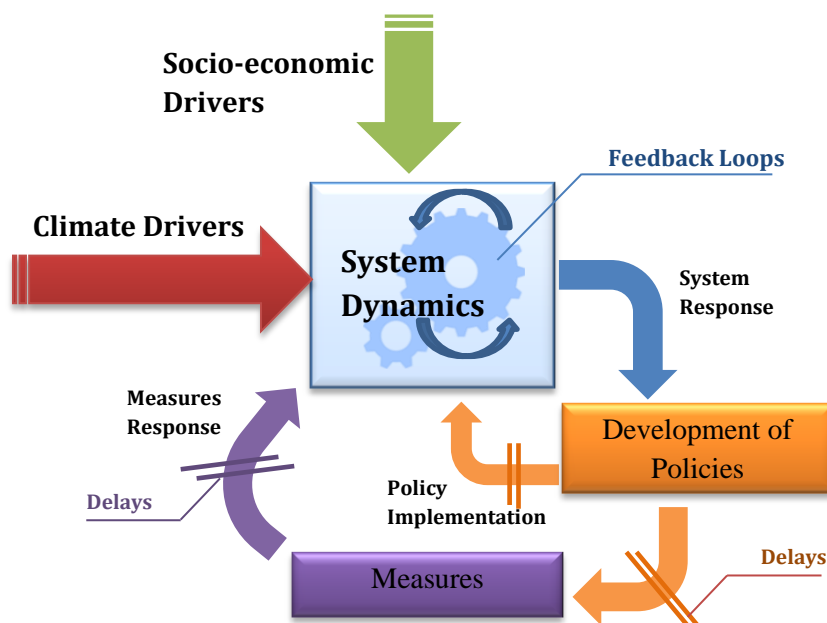 Socio-economic
Drivers
Feedback Loops
Climate Drivers
System
Dynamics
System
Response
Measures
Response
Development of
Policies
Delays
Policy
Implementation
Measures
Delays